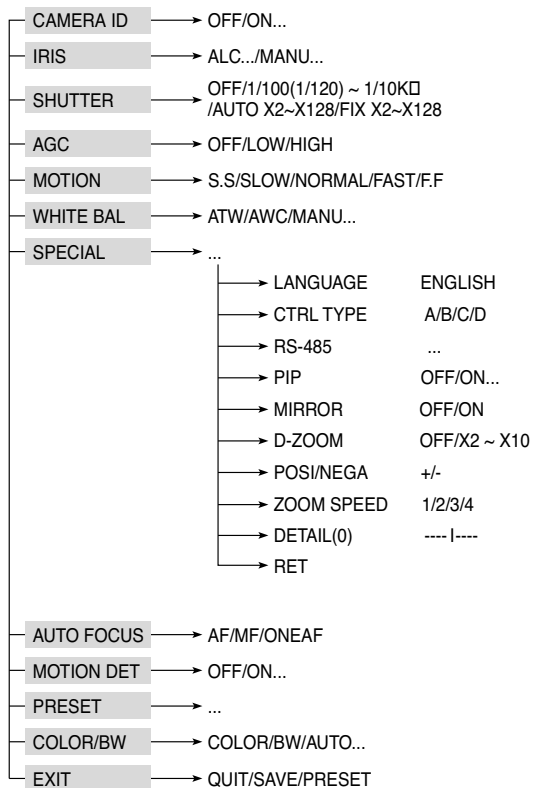 CAMERA ID OFF/ON...
IRIS ALC.../MANU...
SHUTTER OFF/1/100(1/120) ~ 1/10K□
/AUTO X2~X128/FIX X2~X128
AGC OFF/LOW/HIGH
MOTION S.S/SLOW/NORMAL/FAST/F.F
WHITE BAL ATW/AWC/MANU...
SPECIAL ...
LANGUAGE ENGLISH
CTRL TYPE A/B/C/D
RS-485 ...
PIP OFF/ON...
MIRROR OFF/ON
D-ZOOM OFF/X2 ~ X10
POSI/NEGA +/-
ZOOM SPEED 1/2/3/4
DETAIL(0) ----I----
RET
AUTO FOCUS AF/MF/ONEAF
MOTION DET OFF/ON...
PRESET ...
COLOR/BW COLOR/BW/AUTO...
EXIT QUIT/SAVE/PRESET